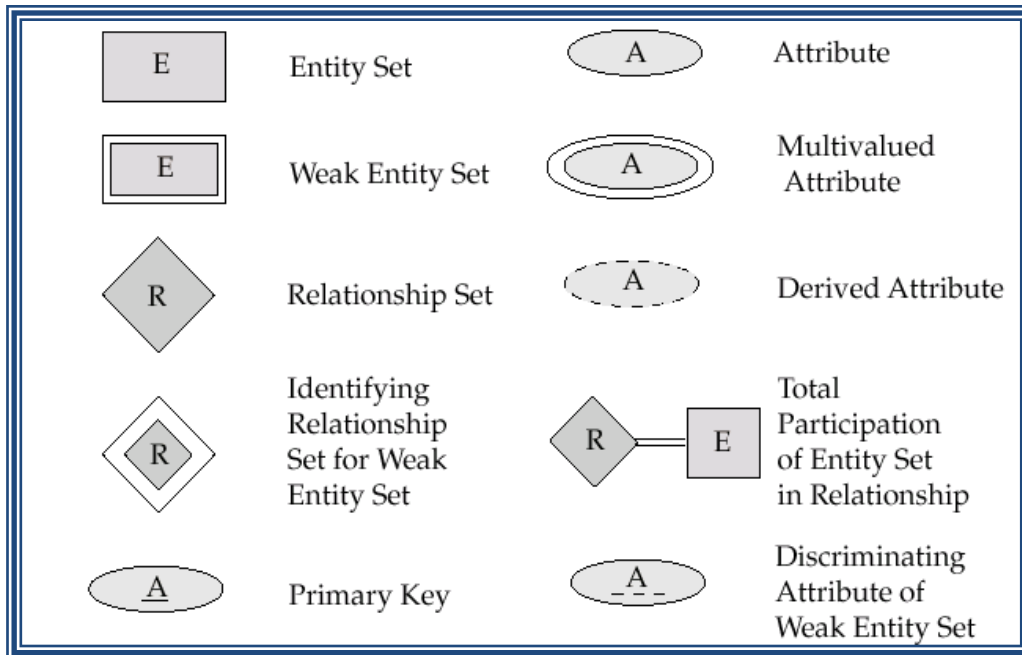 E
Entity Set
A
Attribute
E
Weak Entity Set
A
Multivalued
Attribute
R
Relationship Set
A
Derived Attribute
R
Identifying
Relationship
Set for Weak
Entity Set
R
E
Total
Participation
of Entity Set
in Relationship
A
Primary Key
A
Discriminating
Attribute of
Weak Entity Set